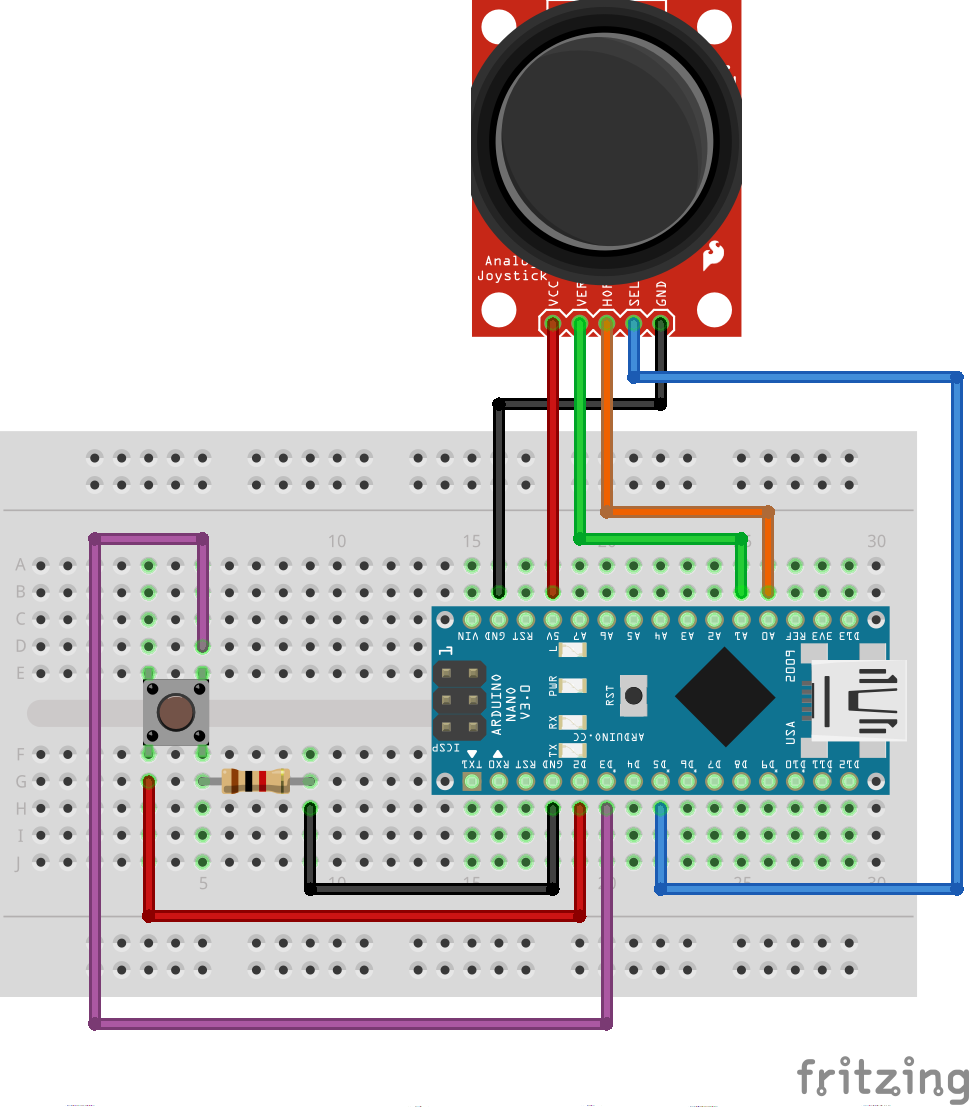 Analog
Joystick
VCC
VER
HOR
SEL
GND
10
15
20
25
30
A
B
C
D
E
F
G
H
I
J
VIN GND RST 5V A7 A6 A5 A4 A3 A2 A1 A0 REF 3V3 D13
1
L
PWR
RX
TX
RST
ARDUINO
NANO
V3.0
ICSP
ARDUINO.CC
USA
TX1 RX0 RST GND D2 D3 D4 D5 D6 D7 D8 D9 D10 D11 D12
5
10
15
20
25
30
fritzing